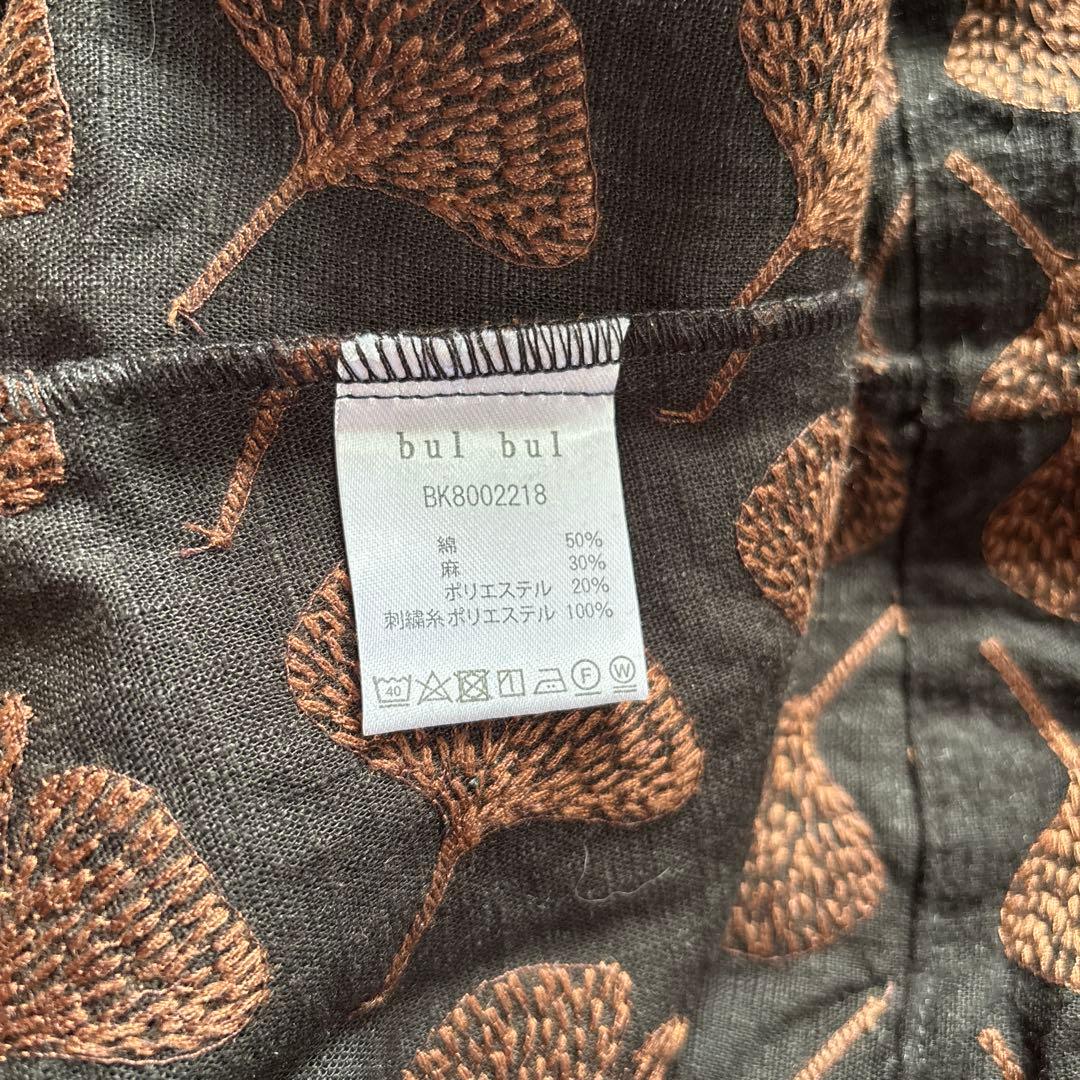 bul bul
BK8002218
綿 50%
麻 30%
ポリエステル 20%
刺繍糸ポリエステル 100%
40 F W